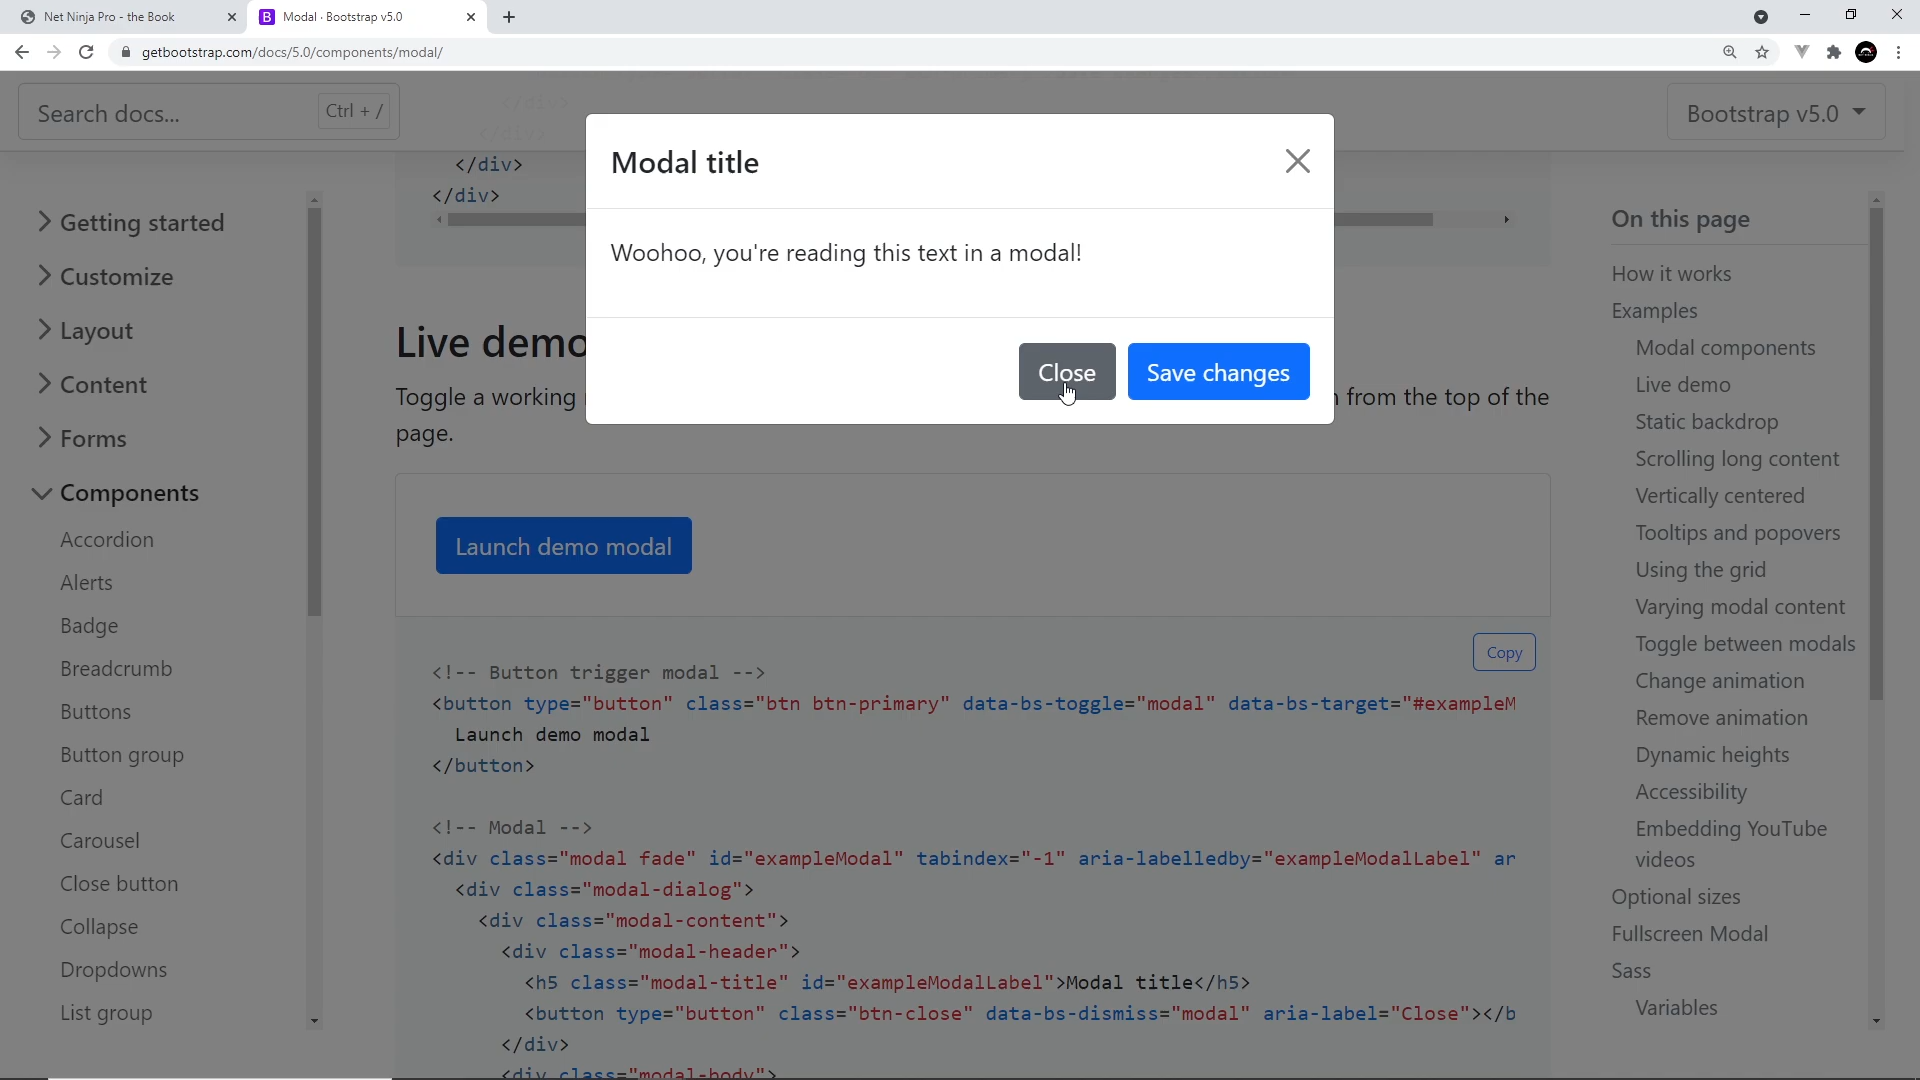 Net Ninja Pro - the Book
Modal · Bootstrap v5.0
getbootstrap.com/docs/5.0/components/modal/
Search docs...
Ctrl + /
Bootstrap v5.0
Getting started
Customize
Layout
Content
Forms
Components
Accordion
Alerts
Badge
Breadcrumb
Buttons
Button group
Card
Carousel
Close button
Collapse
Dropdowns
List group
</div>
</div>
</div>
</div>
Modal title
Woohoo, you're reading this text in a modal!
Close
Save changes
Live demo
Toggle a working from the top of the
page.
Launch demo modal
Copy
<!-- Button trigger modal -->
<button type="button" class="btn btn-primary" data-bs-toggle="modal" data-bs-target="#exampleM
Launch demo modal
</button>
<!-- Modal -->
<div class="modal fade" id="exampleModal" tabindex="-1" aria-labelledby="exampleModalLabel" ar
<div class="modal-dialog">
<div class="modal-content">
<div class="modal-header">
<h5 class="modal-title" id="exampleModalLabel">Modal title</h5>
<button type="button" class="btn-close" data-bs-dismiss="modal" aria-label="Close"></b
</div>
<div class="modal-body">
On this page
How it works
Examples
Modal components
Live demo
Static backdrop
Scrolling long content
Vertically centered
Tooltips and popovers
Using the grid
Varying modal content
Toggle between modals
Change animation
Remove animation
Dynamic heights
Accessibility
Embedding YouTube
videos
Optional sizes
Fullscreen Modal
Sass
Variables